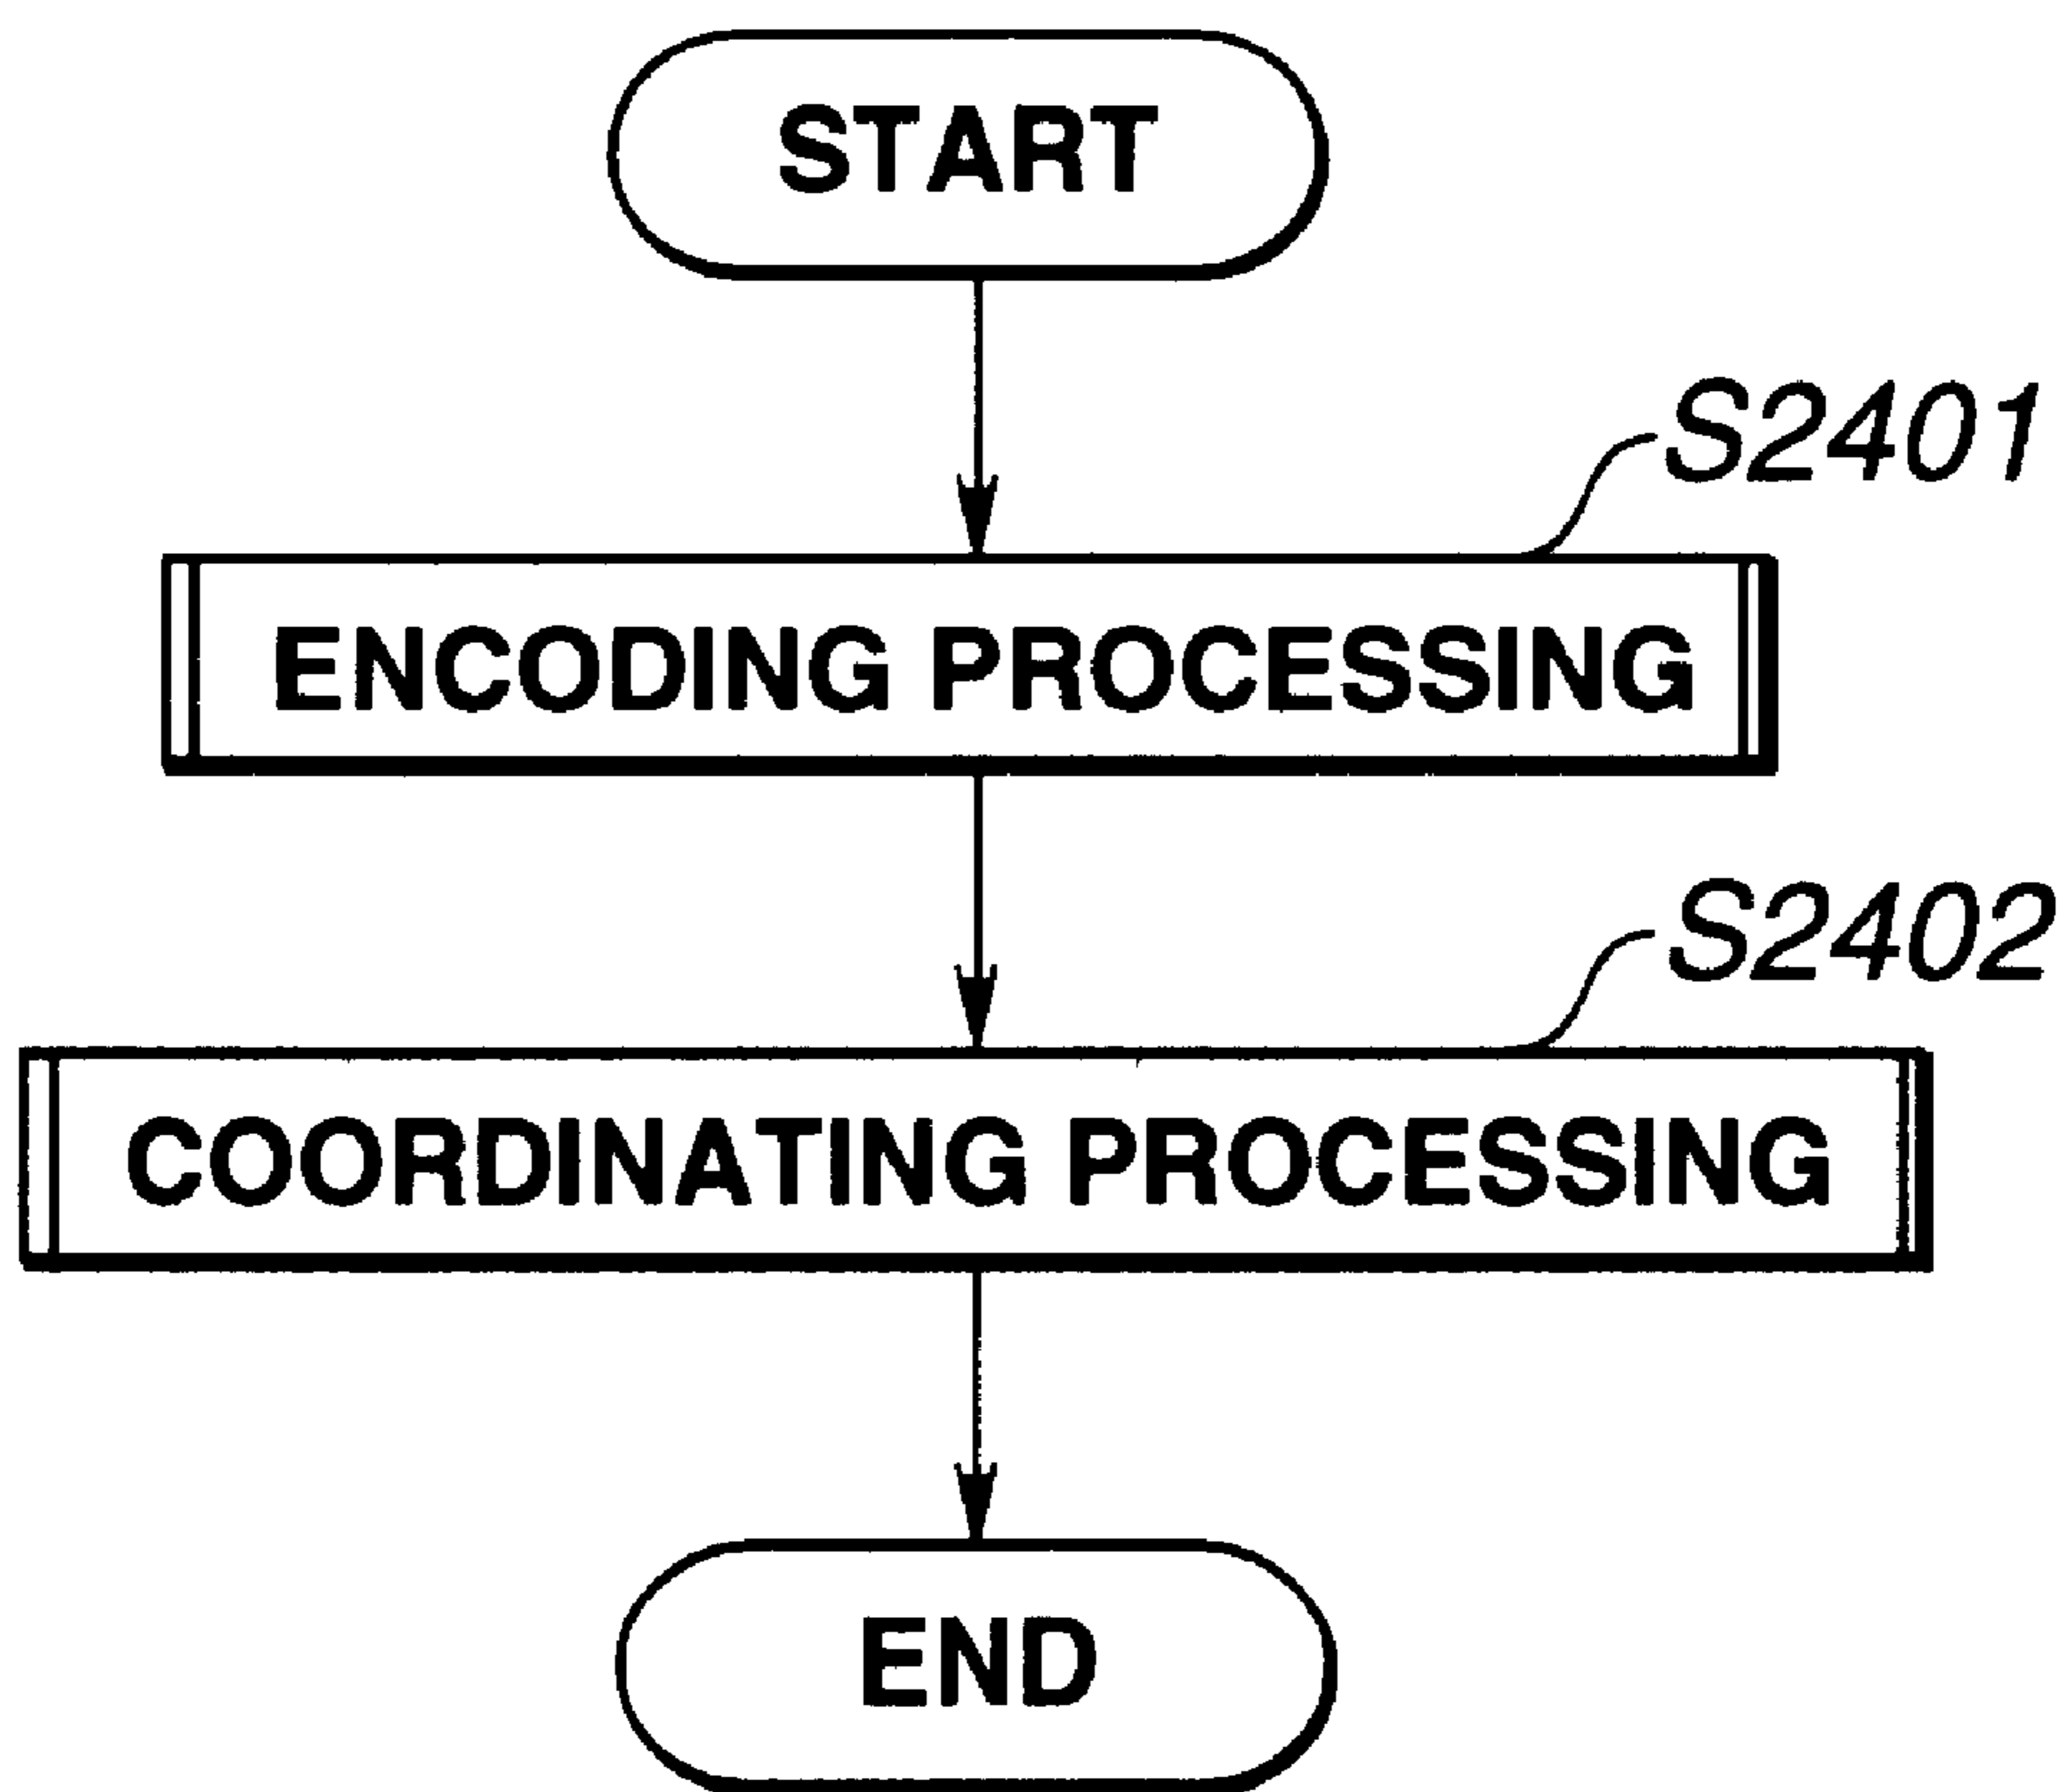 START
S2401
ENCODING PROCESSING
S2402
COORDINATING PROCESSING
END